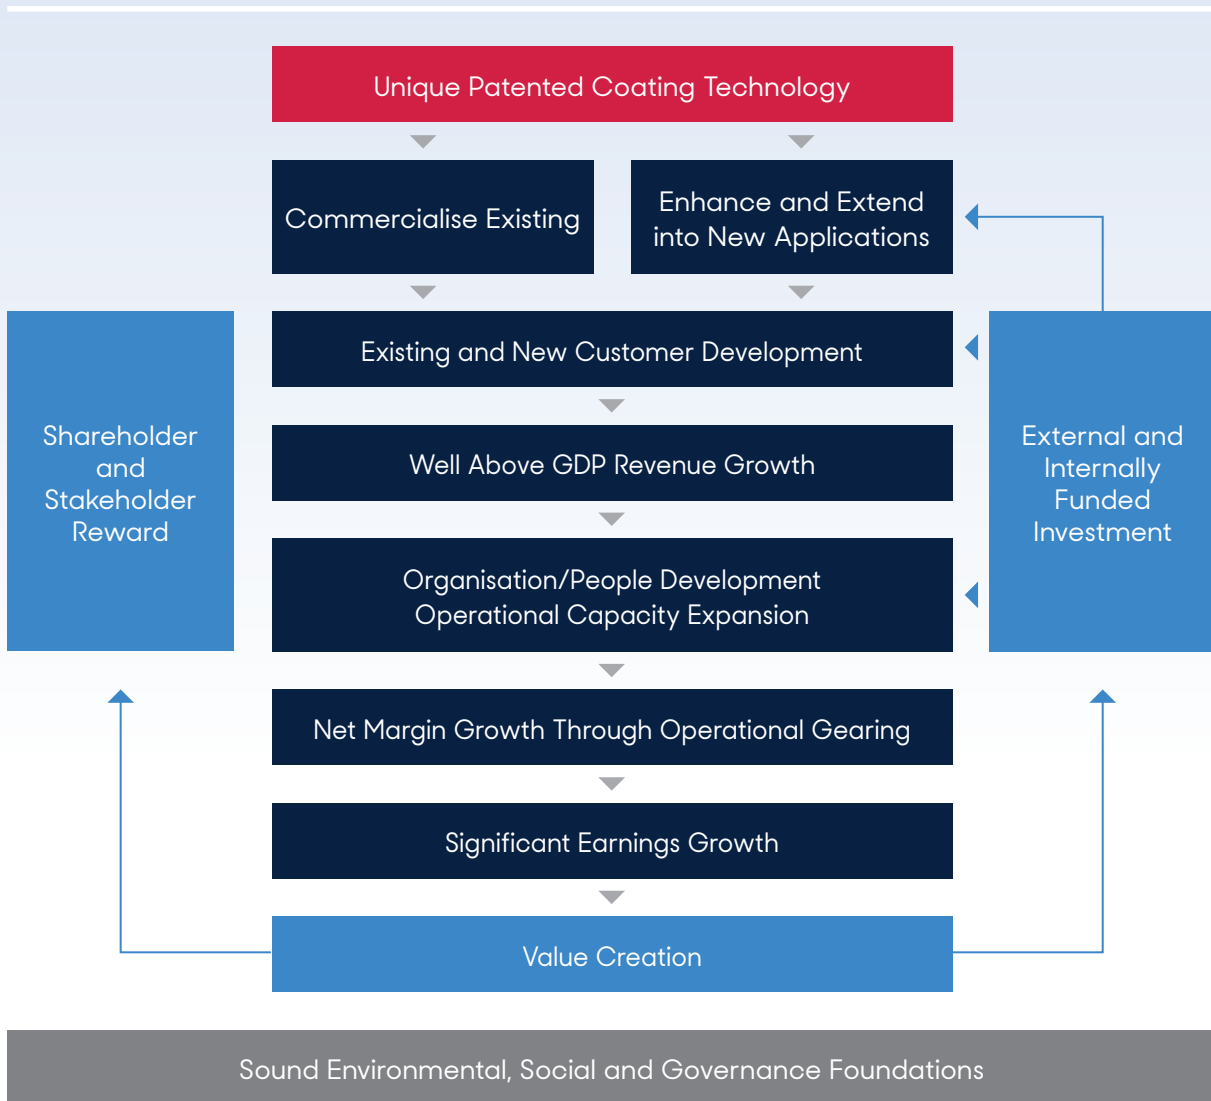 Unique Patented Coating Technology
Commercialise Existing
Enhance and Extend
into New Applications
Existing and New Customer Development
Shareholder
and
Stakeholder
Reward
External and
Internally
Funded
Investment
Well Above GDP Revenue Growth
Organisation/People Development
Operational Capacity Expansion
Net Margin Growth Through Operational Gearing
Significant Earnings Growth
Value Creation
Sound Environmental, Social and Governance Foundations